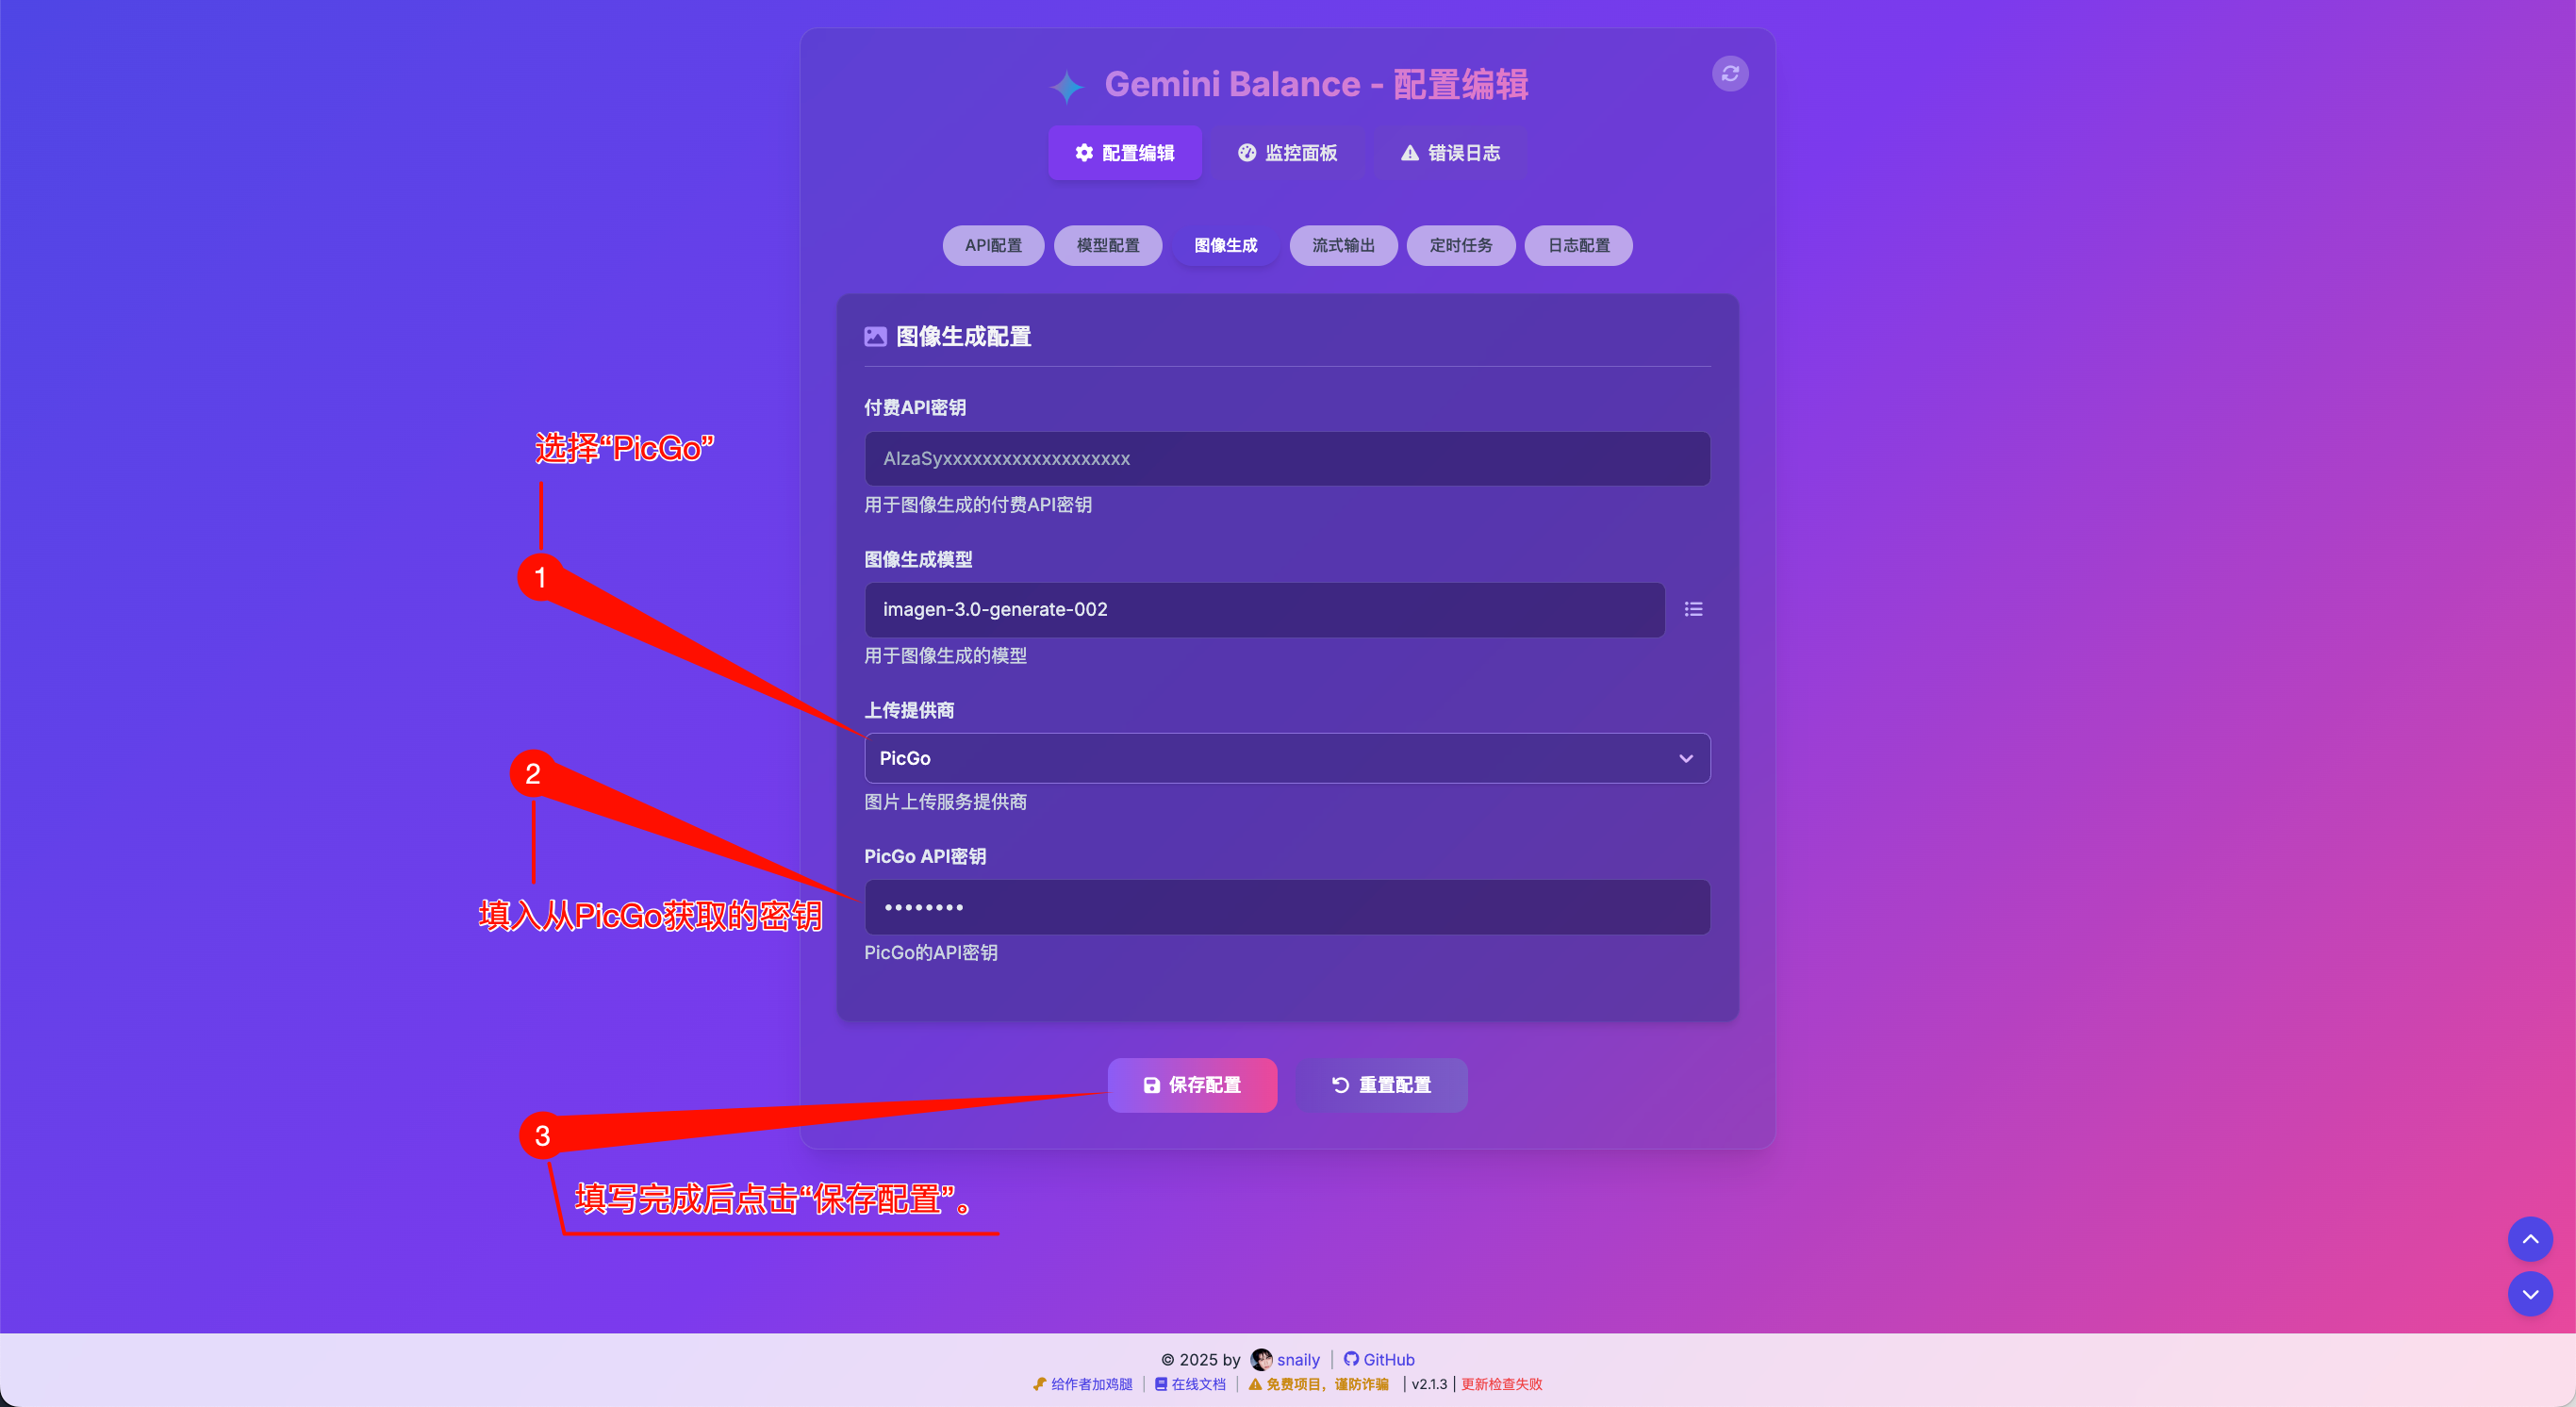 Gemini Balance - 配置编辑
配置编辑
监控面板
错误日志
API配置
模型配置
图像生成
流式输出
定时任务
日志配置
图像生成配置
付费API密钥
AIzaSyxxxxxxxxxxxxxxxxxxx
用于图像生成的付费API密钥
选择“PicGo”
1
图像生成模型
imagen-3.0-generate-002
用于图像生成的模型
上传提供商
PicGo
图片上传服务提供商
2
填入从PicGo获取的密钥
PicGo API密钥
••••••••
PicGo的API密钥
保存配置
重置配置
3
填写完成后点击“保存配置”。
© 2025 by snaily | GitHub
给作者加鸡腿 | 在线文档 | 免费项目，谨防诈骗 | v2.1.3 | 更新检查失败